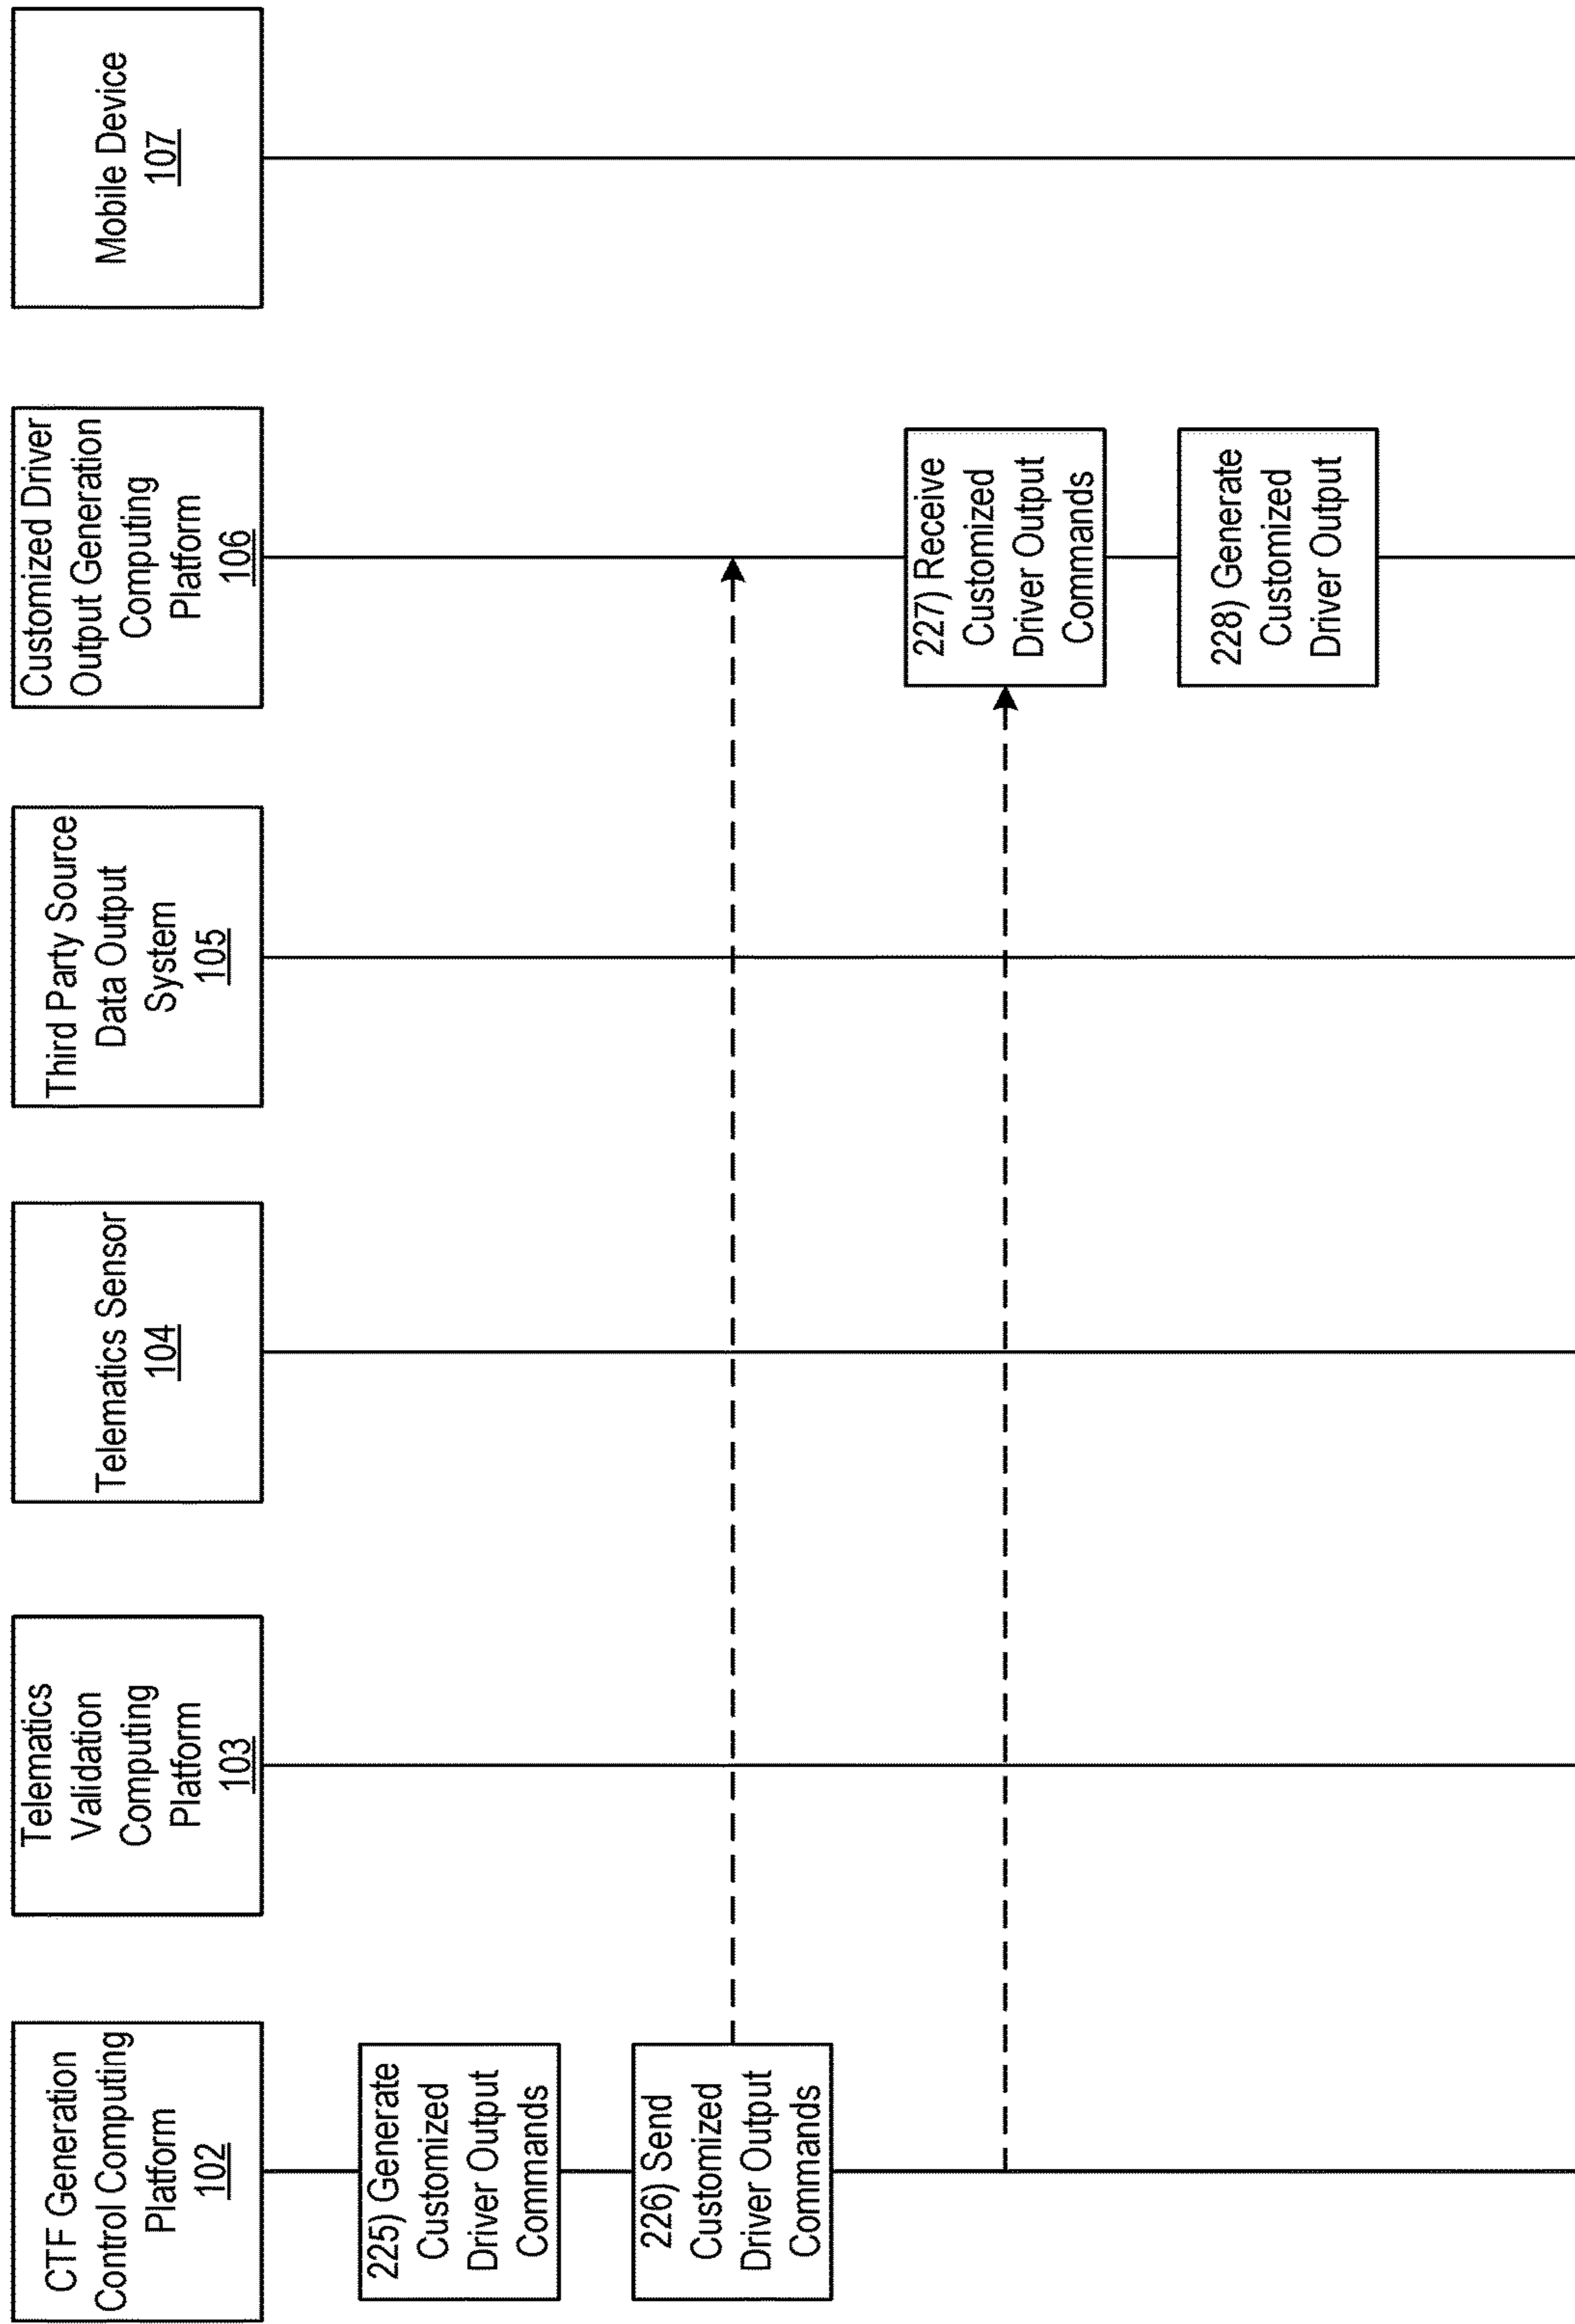 CTF Generation
Control Computing
Platform
102
Telematics
Validation
Computing
Platform
103
Telematics Sensor
104
Third Party Source
Data Output
System
105
Customized Driver
Output Generation
Computing
Platform
106
Mobile Device
107
225) Generate
Customized
Driver Output
Commands
226) Send
Customized
Driver Output
Commands
227) Receive
Customized
Driver Output
Commands
228) Generate
Customized
Driver Output